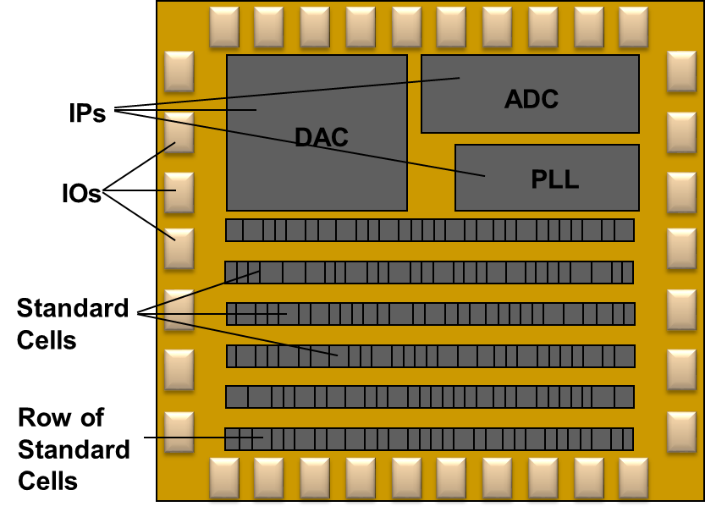 IPs
DAC
ADC
PLL
IOs
Standard
Cells
Row of
Standard
Cells